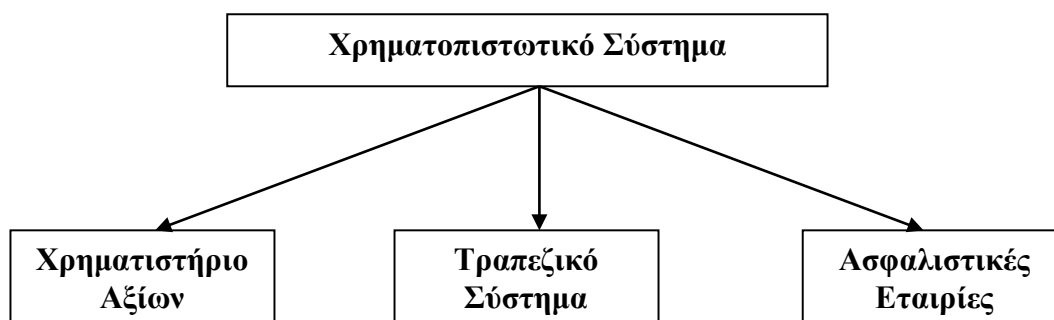 Χρηματοπιστωτικό Σύστημα
Χρηματιστήριο
Αξίων
Τραπεζικό
Σύστημα
Ασφαλιστικές
Εταιρίες